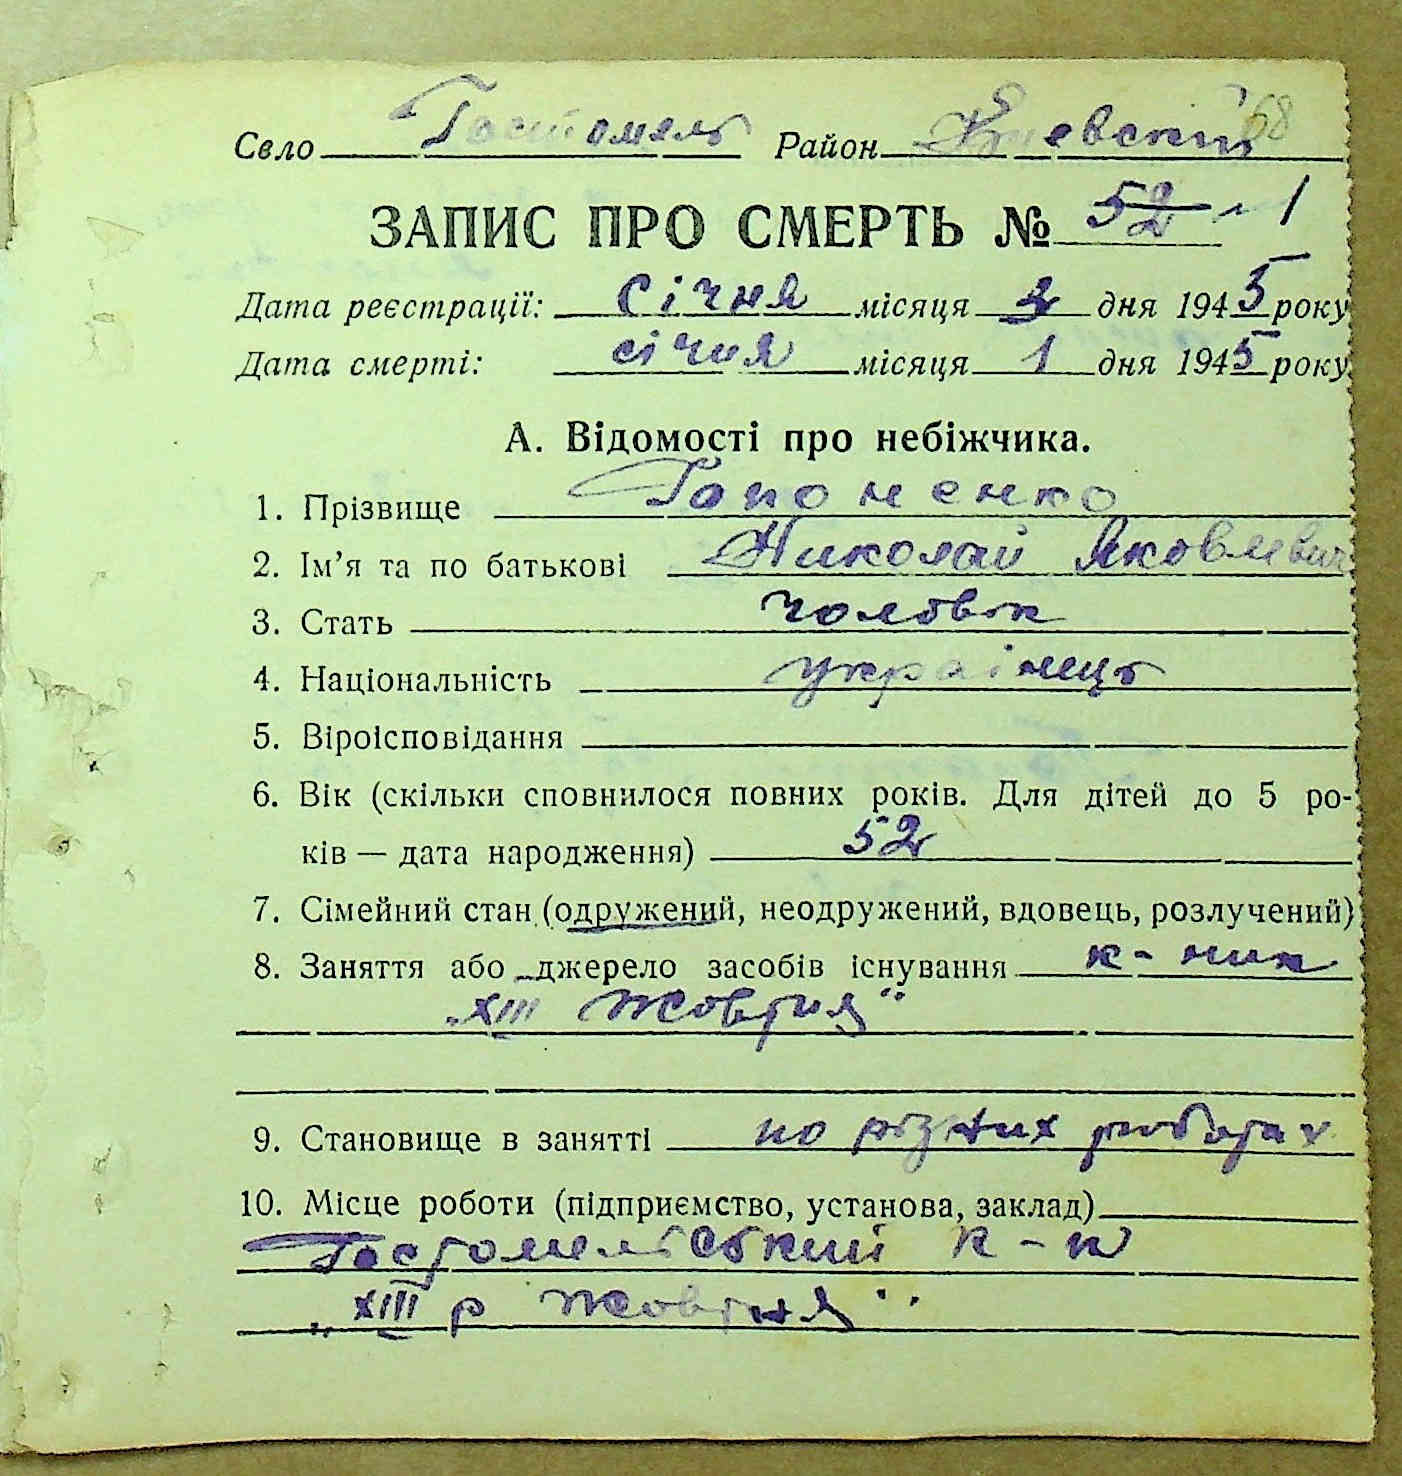 68
Село Гостомель Район Киевский
ЗАПИС ПРО СМЕРТЬ № 52 - 1
Дата реєстрації: січня місяця 2 дня 1945 року
Дата смерті: січня місяця 1 дня 1945 року
А. Відомості про небіжчика.
1. Прізвище Гапоненко
2. Ім'я та по батькові Николай Яковлевич
3. Стать чоловік
4. Національність українець
5. Віроісповідання
6. Вік (скільки сповнилося повних років. Для дітей до 5 ро-
ків — дата народження) 52
7. Сімейний стан (одружений, неодружений, вдовець, розлучений)
8. Заняття або джерело засобів існування к-ник
„XIII Жовтня"
9. Становище в занятті по різних роботах
10. Місце роботи (підприємство, установа, заклад)
Гостомельський к-п
„XIII р Жовтня"